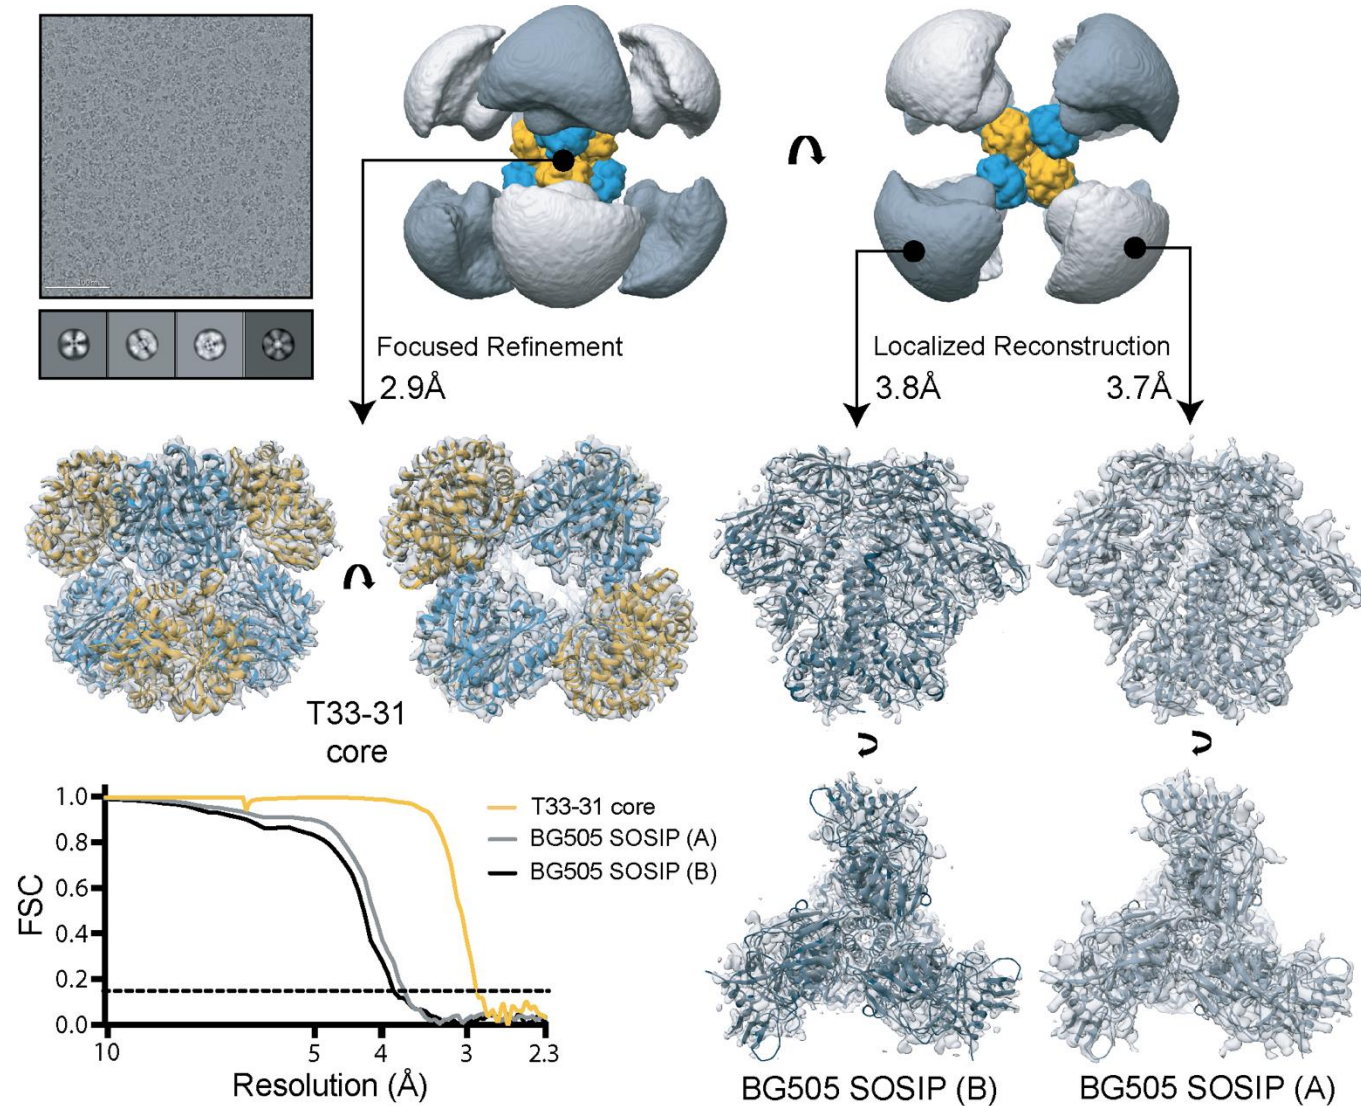 100nm
Focused Refinement
2.9Å
Localized Reconstruction
3.8Å
3.7Å
T33-31
core
1.0
0.8
0.6
0.4
0.2
0.0
FSC
10
5
4
3
2.3
Resolution (Å)
T33-31 core
BG505 SOSIP (A)
BG505 SOSIP (B)
BG505 SOSIP (B)
BG505 SOSIP (A)